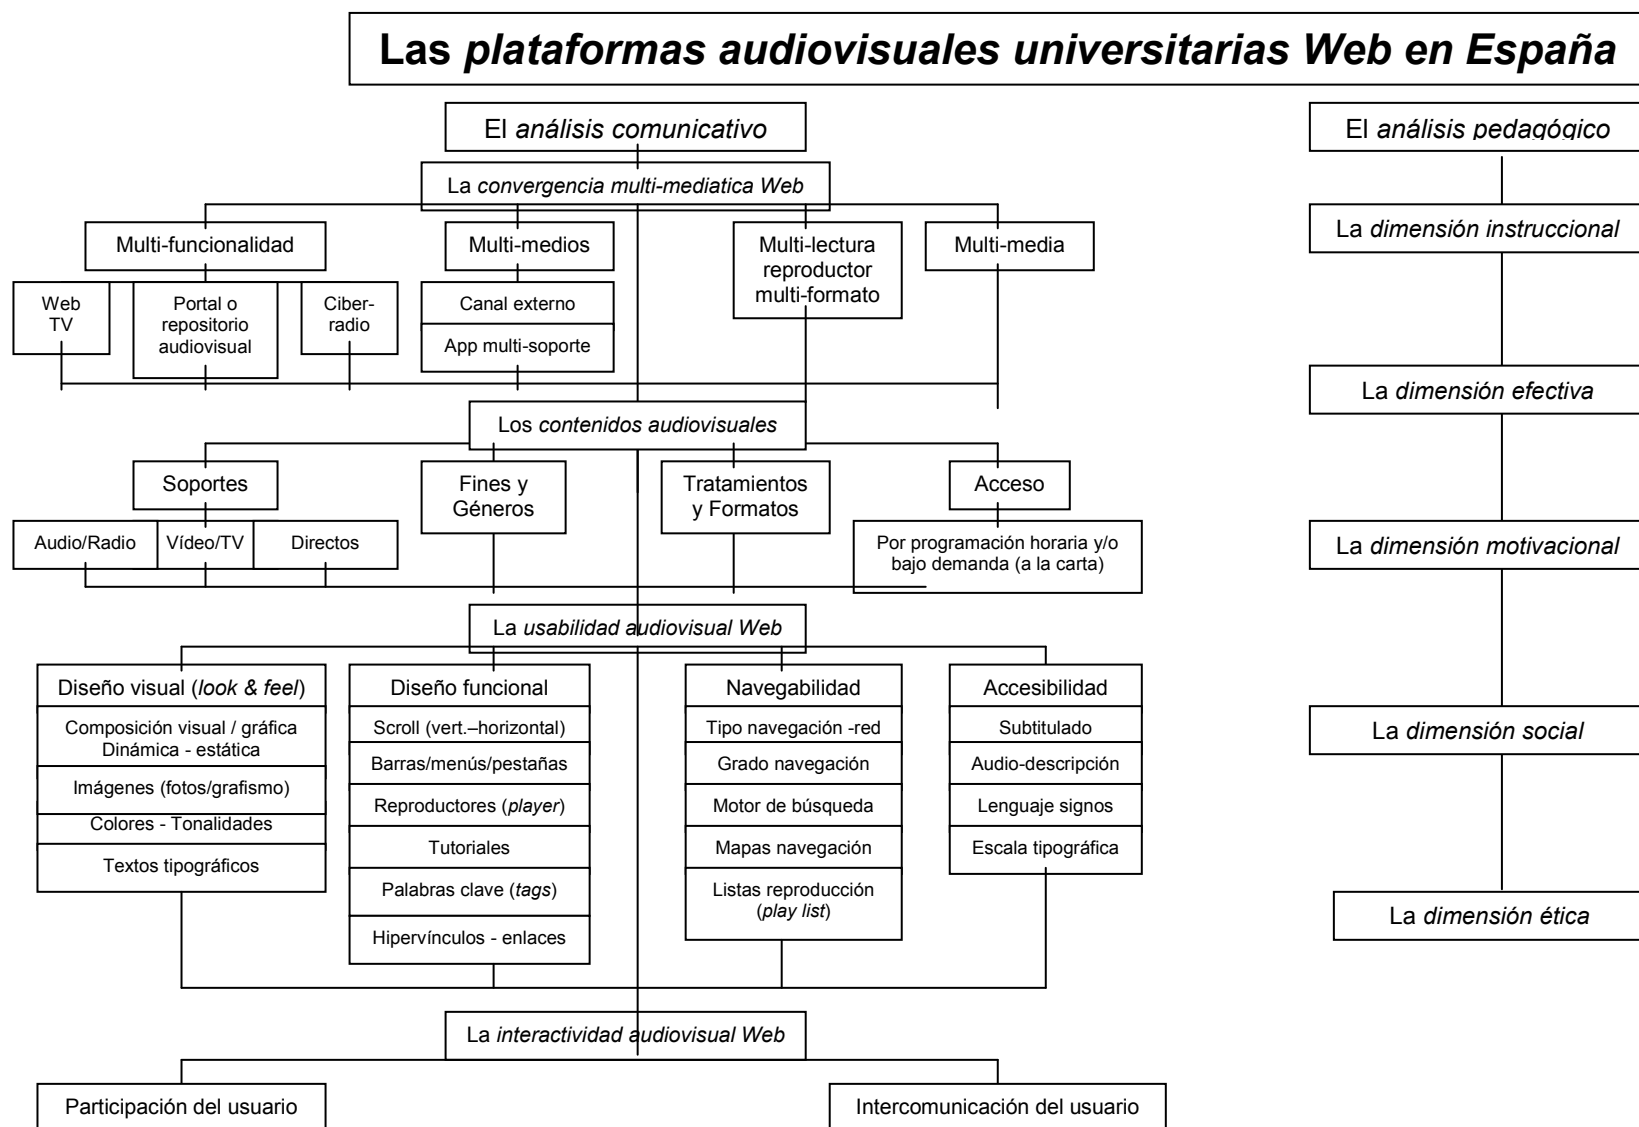 Las plataformas audiovisuales universitarias Web en España
El análisis comunicativo
El análisis pedagógico
La convergencia multi-mediatica Web
Multi-funcionalidad
Multi-medios
Multi-lectura
reproductor
multi-formato
Multi-media
La dimensión instruccional
Web
TV
Portal o
repositorio
audiovisual
Ciber-
radio
Canal externo
App multi-soporte
La dimensión efectiva
Los contenidos audiovisuales
Soportes
Fines y
Géneros
Tratamientos
y Formatos
Acceso
Audio/Radio
Vídeo/TV
Directos
Por programación horaria y/o
bajo demanda (a la carta)
La dimensión motivacional
La usabilidad audiovisual Web
Diseño visual (look & feel)
Composición visual / gráfica
Dinámica - estática
Imágenes (fotos/grafismo)
Colores - Tonalidades
Textos tipográficos
Diseño funcional
Scroll (vert.–horizontal)
Barras/menús/pestañas
Reproductores (player)
Tutoriales
Palabras clave (tags)
Hipervínculos - enlaces
Navegabilidad
Tipo navegación -red
Grado navegación
Motor de búsqueda
Mapas navegación
Listas reproducción
(play list)
Accesibilidad
Subtitulado
Audio-descripción
Lenguaje signos
Escala tipográfica
La dimensión social
La dimensión ética
La interactividad audiovisual Web
Participación del usuario
Intercomunicación del usuario